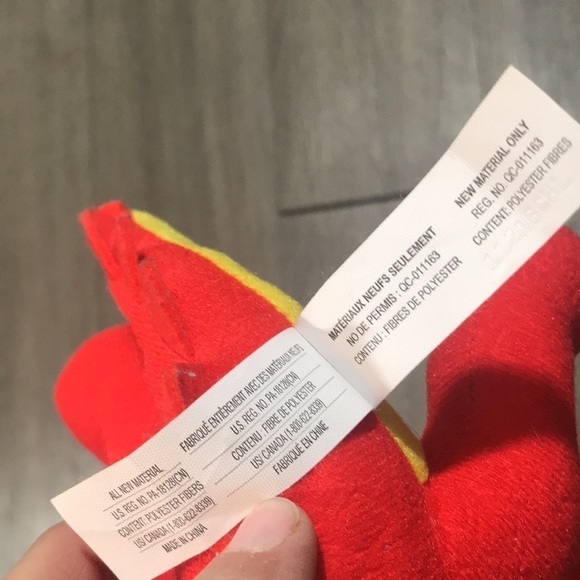 NEW MATERIAL ONLY
REG. NO. QC-011163
CONTENT: POLYESTER FIBRES
MATÉRIAUX NEUFS SEULEMENT
NO DE PERMIS : QC-011163
CONTENU : FIBRES DE POLYESTER
FABRIQUÉ ENTIÈREMENT AVEC DES MATÉRIAUX NEUFS
U.S. REG. NO. PA-18128(CN)
CONTENU FIBRE DE POLYESTER
US/ CANADA (1-800-622-8339)
FABRIQUÉ EN CHINE
ALL NEW MATERIAL
U.S. REG. NO. PA-18128(CN)
CONTENT: POLYESTER FIBERS
US/ CANADA (1-800-622-8339)
MADE IN CHINA